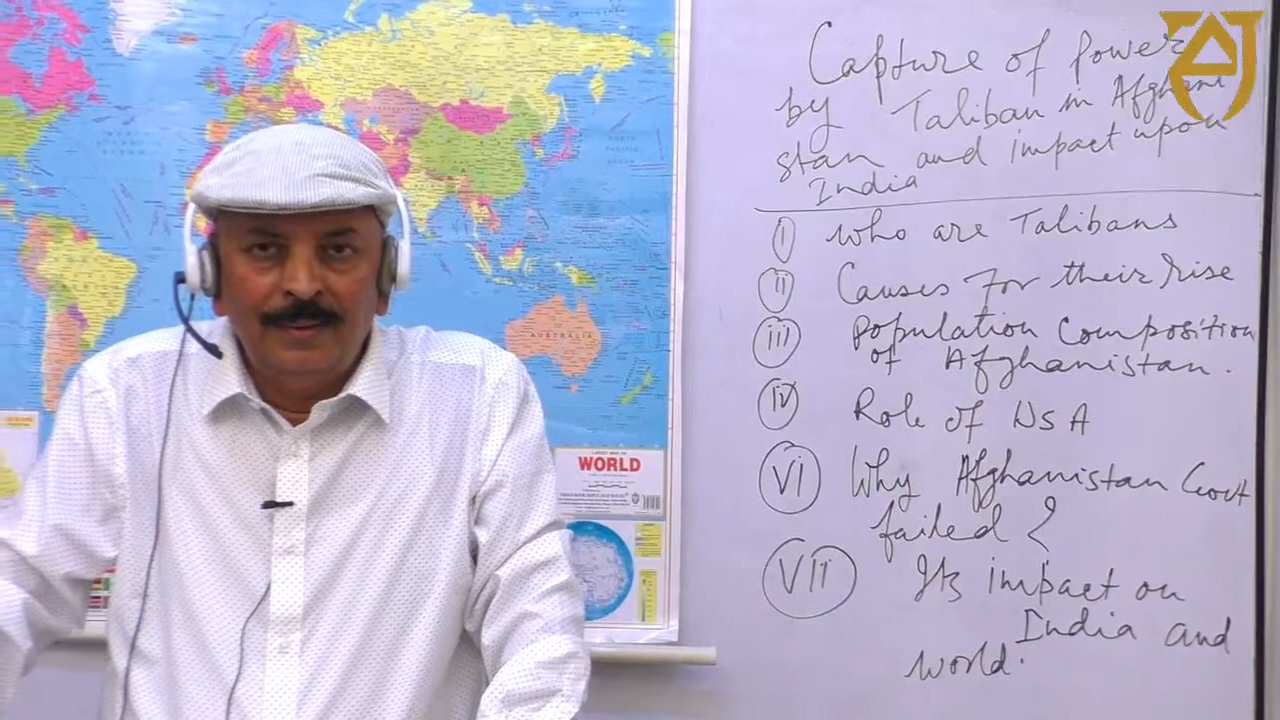 Capture of power
by Taliban in Afghani
stan and impact upon
India
I who are Talibans
II Causes for their rise
III population composition
of Afghanistan.
IV Role of USA
VI Why Afghanistan Govt
failed?
VII Its impact on
India and
world.
AUSTRALIA
WORLD